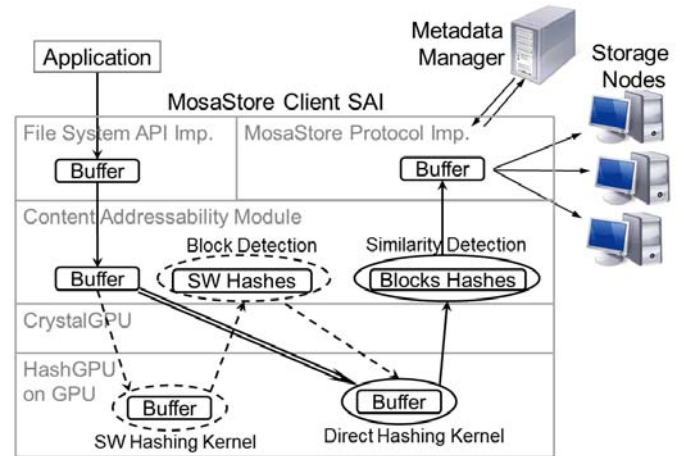 Metadata
Manager
Application
Storage
Nodes
MosaStore Client SAI
File System API Imp.
MosaStore Protocol Imp.
Buffer
Buffer
Content Addressability Module
Block Detection
Similarity Detection
Buffer
SW Hashes
Blocks Hashes
CrystalGPU
HashGPU
on GPU
Buffer
Buffer
SW Hashing Kernel
Direct Hashing Kernel